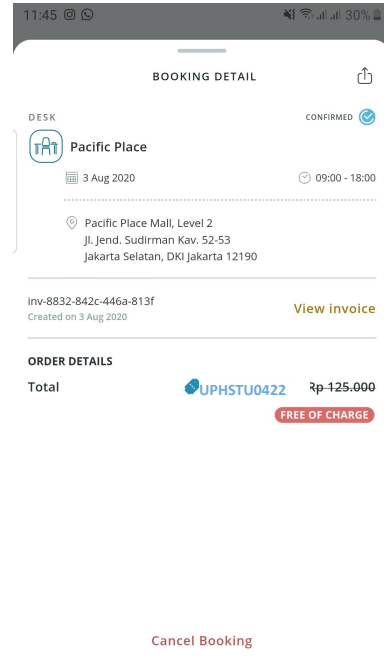 11:45 30%
BOOKING DETAIL
DESK CONFIRMED
Pacific Place
3 Aug 2020 09:00 - 18:00
Pacific Place Mall, Level 2
Jl. Jend. Sudirman Kav. 52-53
Jakarta Selatan, DKI Jakarta 12190
inv-8832-842c-446a-813f
View invoice
Created on 3 Aug 2020
ORDER DETAILS
Total UPHSTU0422 Rp 125.000
FREE OF CHARGE
Cancel Booking